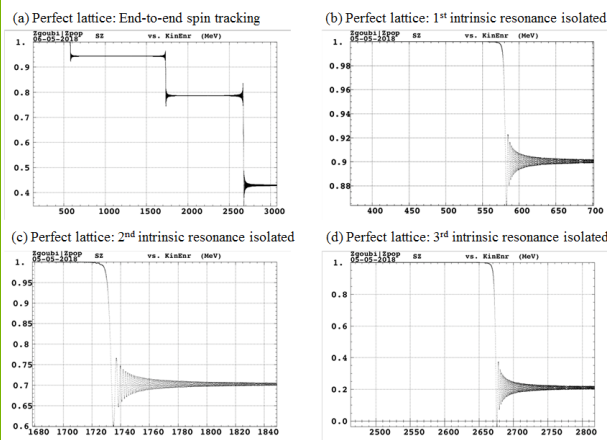 (a) Perfect lattice: End-to-end spin tracking
Zgoubi|Zpop
06-05-2018 SZ vs. KinEnr (MeV)
1.
0.9
0.8
0.7
0.6
0.5
0.4
500 1000 1500 2000 2500 3000
(b) Perfect lattice: 1st intrinsic resonance isolated
Zgoubi|Zpop
05-05-2018 SZ vs. KinEnr (MeV)
1.
0.98
0.96
0.94
0.92
0.9
0.88
400 450 500 550 600 650 700
(c) Perfect lattice: 2nd intrinsic resonance isolated
Zgoubi|Zpop
05-05-2018 SZ vs. KinEnr (MeV)
1.
0.95
0.9
0.85
0.8
0.75
0.7
0.65
0.6
1680 1700 1720 1740 1760 1780 1800 1820 1840
(d) Perfect lattice: 3rd intrinsic resonance isolated
Zgoubi|Zpop
05-05-2018 SZ vs. KinEnr (MeV)
1.
0.8
0.6
0.4
0.2
0.0
2500 2550 2600 2650 2700 2750 2800